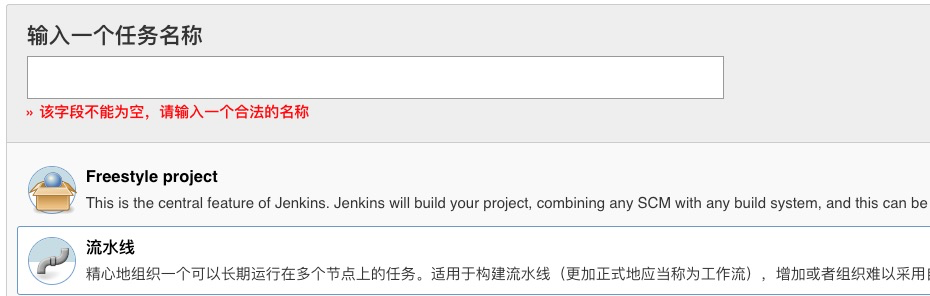 输入一个任务名称
» 该字段不能为空，请输入一个合法的名称
Freestyle project
This is the central feature of Jenkins. Jenkins will build your project, combining any SCM with any build system, and this can be
流水线
精心地组织一个可以长期运行在多个节点上的任务。适用于构建流水线（更加正式地应当称为工作流），增加或者组织难以采用